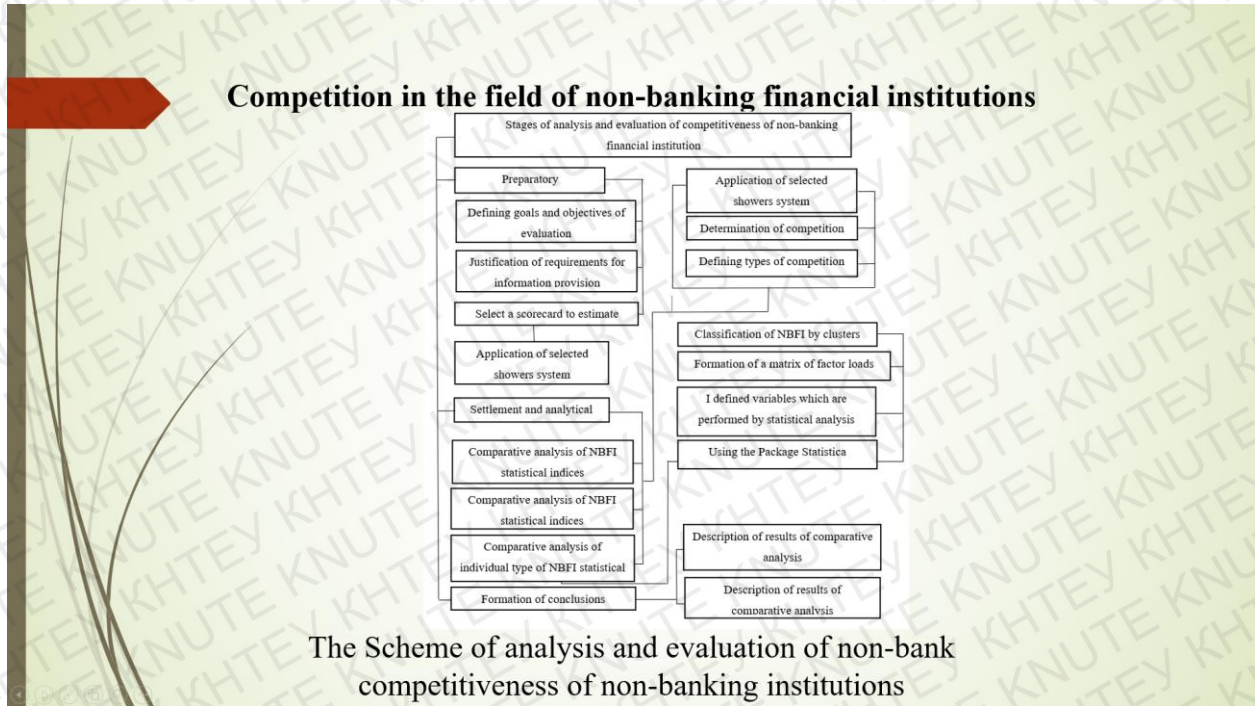 Competition in the field of non-banking financial institutions
Stages of analysis and evaluation of competitiveness of non-banking
financial institution
Preparatory
Defining goals and objectives of
evaluation
Justification of requirements for
information provision
Select a scorecard to estimate
Application of selected
showers system
Settlement and analytical
Comparative analysis of NBFI
statistical indices
Comparative analysis of NBFI
statistical indices
Comparative analysis of
individual type of NBFI statistical
Formation of conclusions
Application of selected
showers system
Determination of competition
Defining types of competition
Classification of NBFI by clusters
Formation of a matrix of factor loads
I defined variables which are
performed by statistical analysis
Using the Package Statistica
Description of results of comparative
analysis
Description of results of
comparative analysis
The Scheme of analysis and evaluation of non-bank
competitiveness of non-banking institutions
KNUTE КНТЕУ